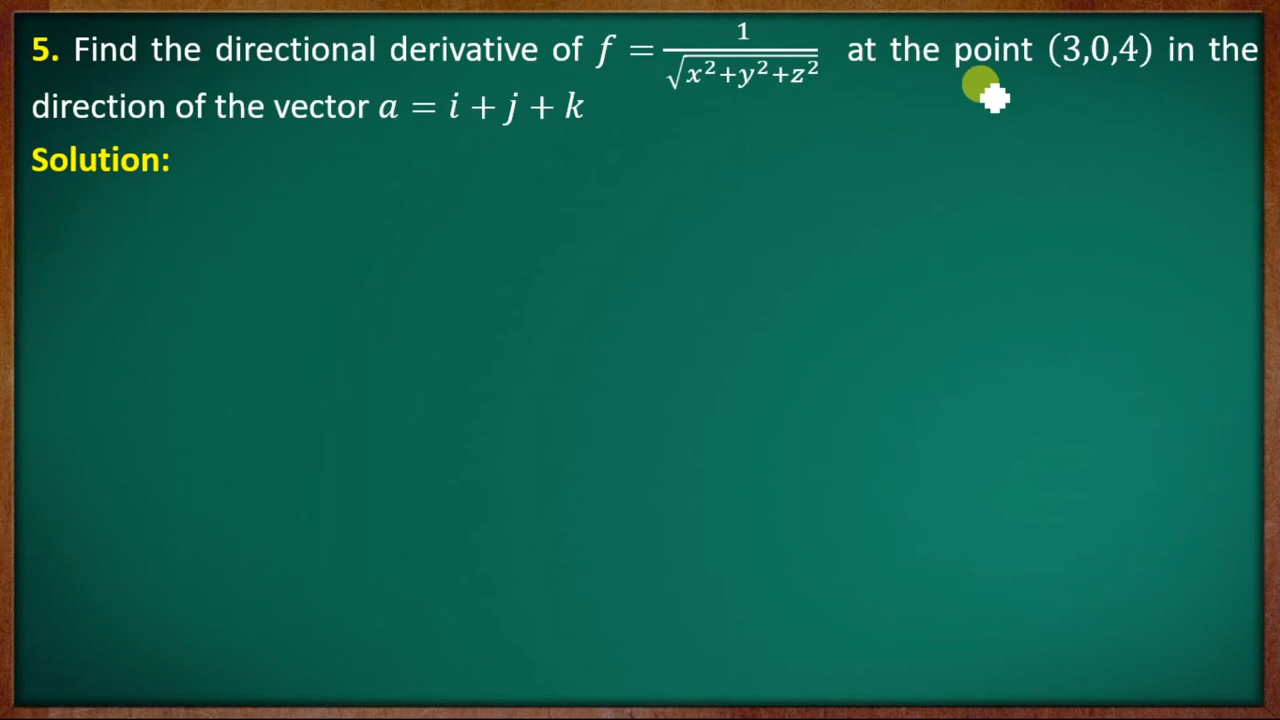 5. Find the directional derivative of f = 1/√x²+y²+z² at the point (3,0,4) in the
direction of the vector a = i + j + k
Solution: